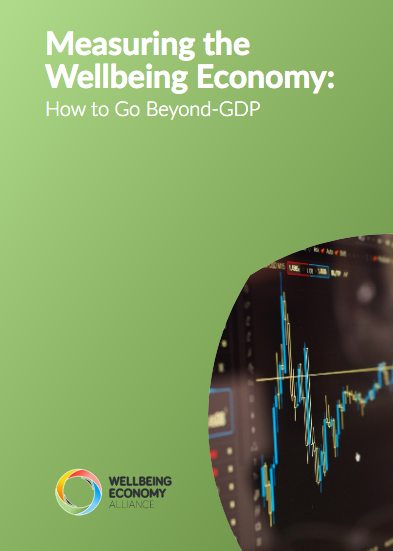 Measuring the
Wellbeing Economy:
How to Go Beyond-GDP
WELLBEING
ECONOMY
ALLIANCE